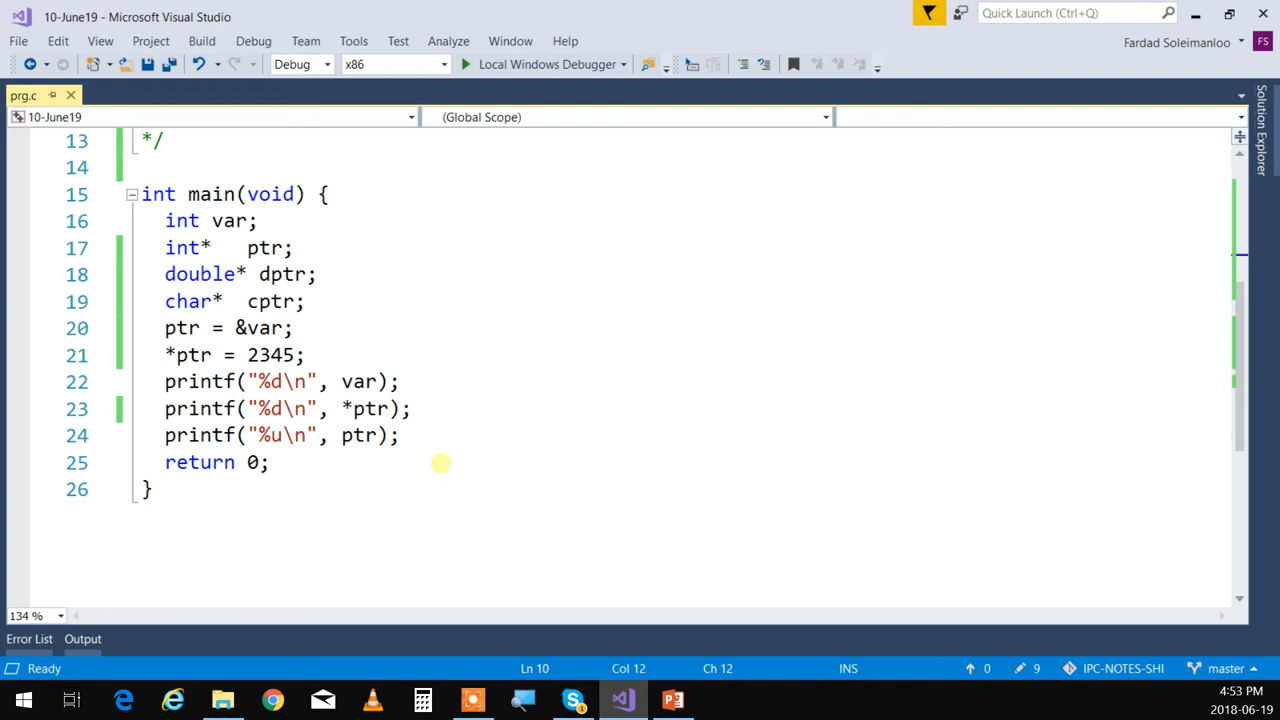 10-June19 - Microsoft Visual Studio
Quick Launch (Ctrl+Q)
File Edit View Project Build Debug Team Tools Test Analyze Window Help
Fardad Soleimanloo FS
Debug x86 Local Windows Debugger
prg.c
Solution Explorer
10-June19 (Global Scope)
13 */
14
15 int main(void) {
16 int var;
17 int*   ptr;
18 double* dptr;
19 char*  cptr;
20 ptr = &var;
21 *ptr = 2345;
22 printf("%d\n", var);
23 printf("%d\n", *ptr);
24 printf("%u\n", ptr);
25 return 0;
26 }
134 %
Error List Output
Ready Ln 10 Col 12 Ch 12 INS 0 9 IPC-NOTES-SHI master
4:53 PM
2018-06-19